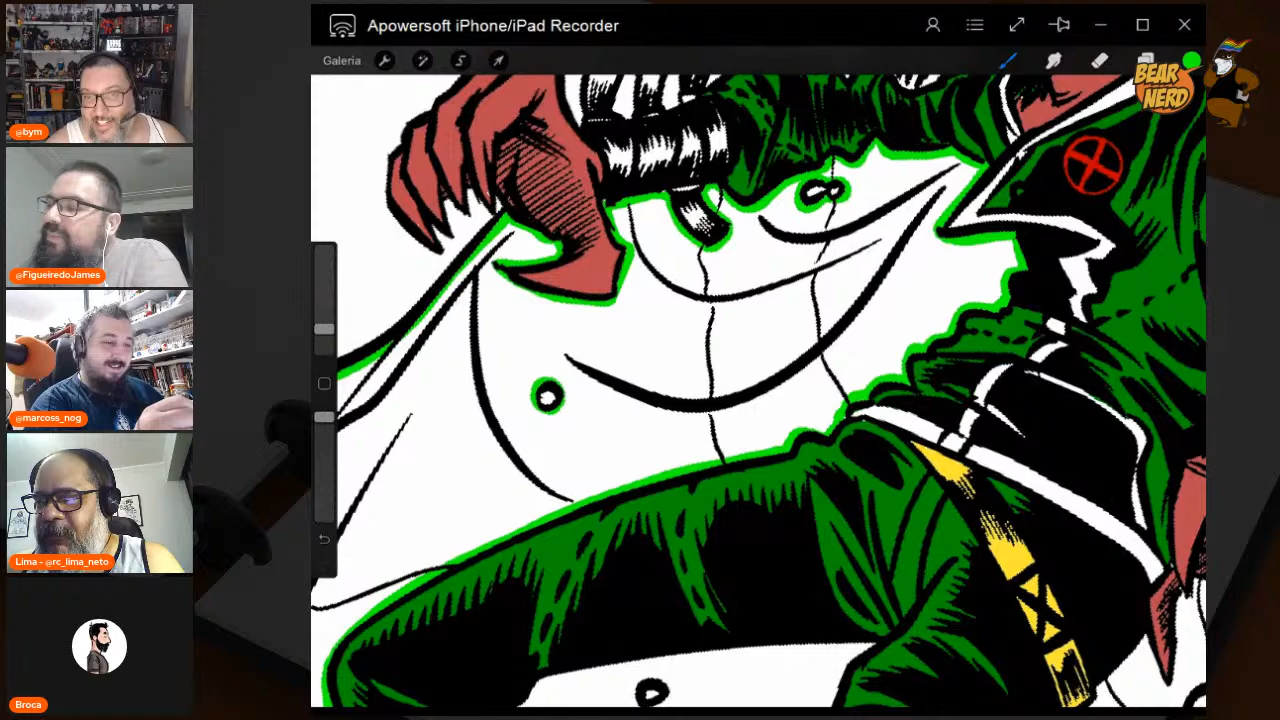 Apowersoft iPhone/iPad Recorder
Galeria
BEAR
NERD
@bym
@FigueiredoJames
@marcoss_nog
Lima - @rc_lima_neto
Broca